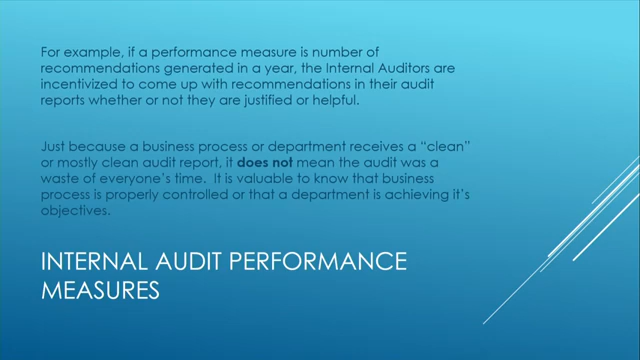 For example, if a performance measure is number of
recommendations generated in a year, the Internal Auditors are
incentivized to come up with recommendations in their audit
reports whether or not they are justified or helpful.
Just because a business process or department receives a “clean”
or mostly clean audit report, it does not mean the audit was a
waste of everyone’s time.  It is valuable to know that business
process is properly controlled or that a department is achieving it’s
objectives.
INTERNAL AUDIT PERFORMANCE
MEASURES